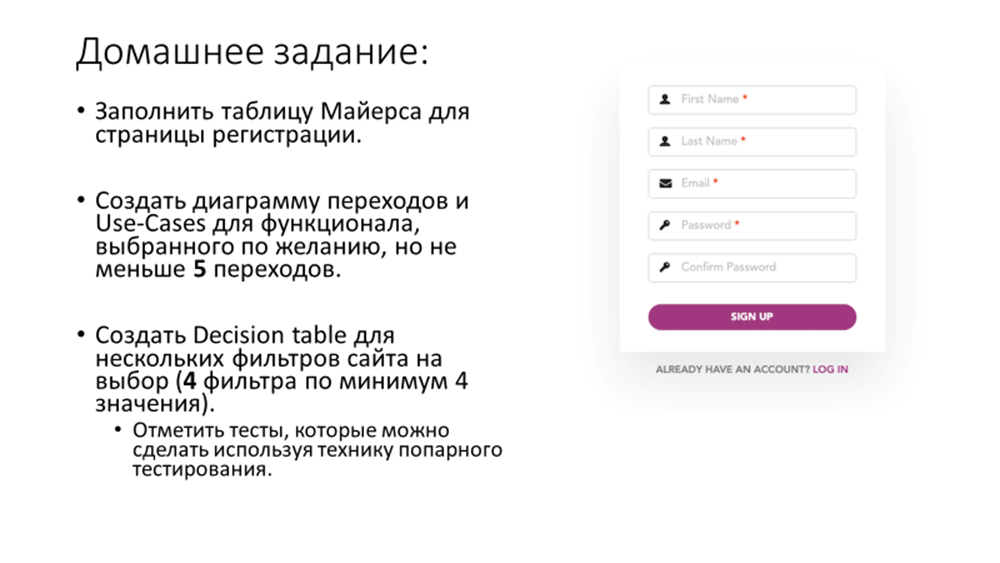 Домашнее задание:
• Заполнить таблицу Майерса для
страницы регистрации.
• Создать диаграмму переходов и
Use-Cases для функционала,
выбранного по желанию, но не
меньше 5 переходов.
• Создать Decision table для
нескольких фильтров сайта на
выбор (4 фильтра по минимум 4
значения).
• Отметить тесты, которые можно
сделать используя технику попарного
тестирования.
First Name *
Last Name *
Email *
Password *
Confirm Password
SIGN UP
ALREADY HAVE AN ACCOUNT? LOG IN